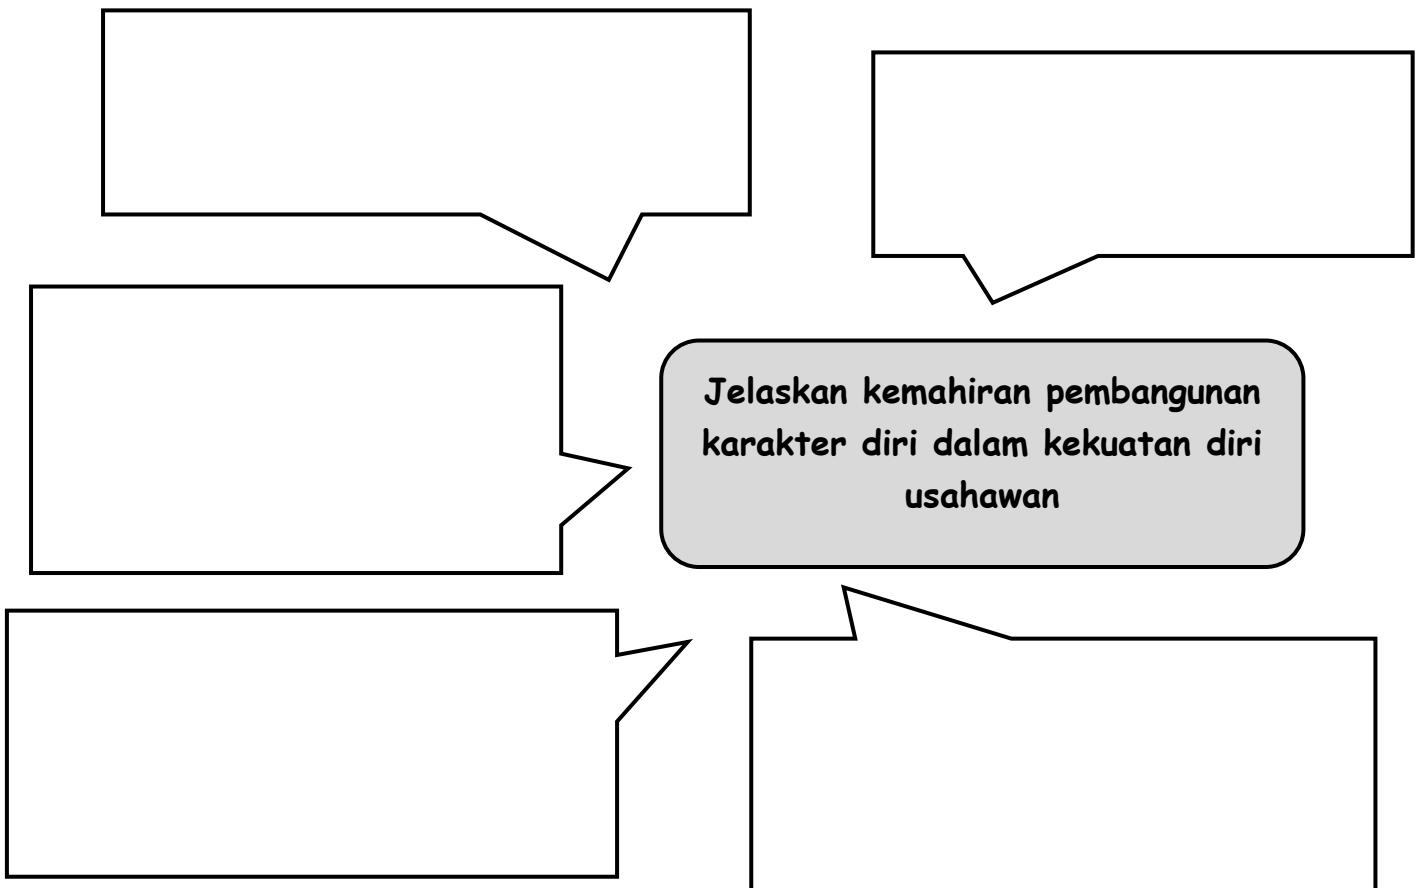 Jelaskan kemahiran pembangunan
karakter diri dalam kekuatan diri
usahawan